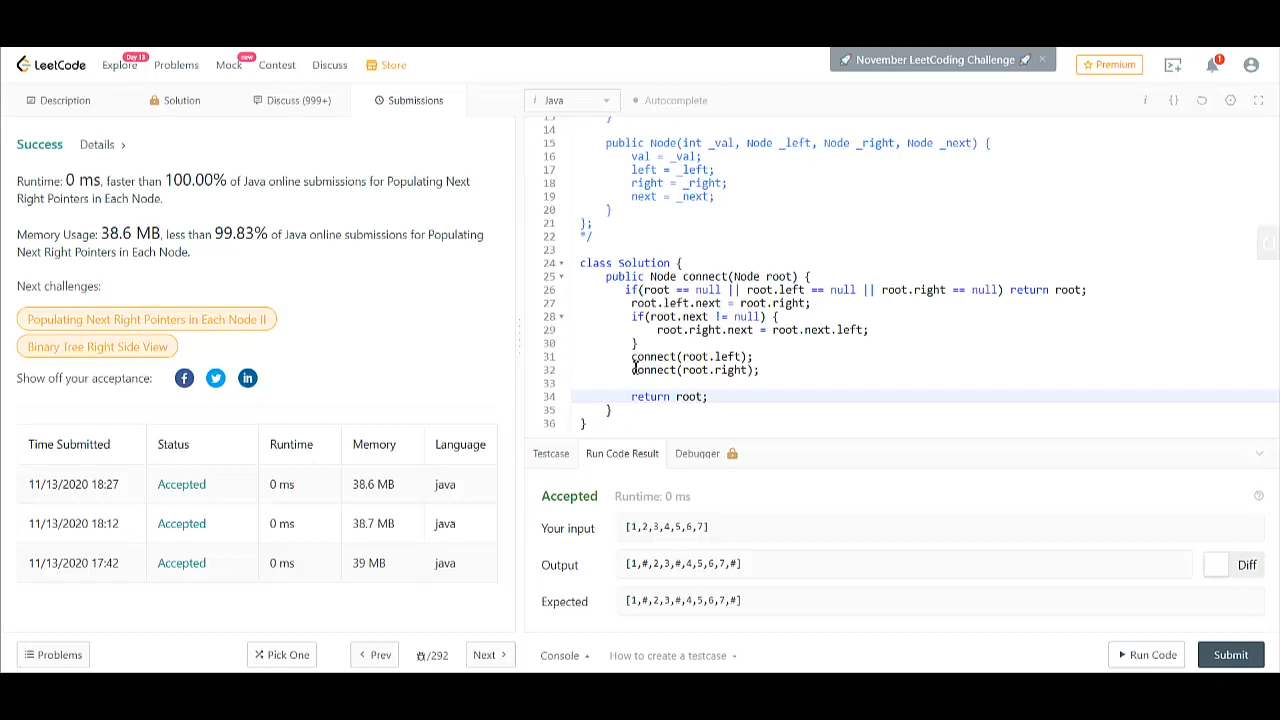 LeetCode
Explore
Day 13
Problems
Mock
new
Contest
Discuss
Store
November LeetCoding Challenge
Premium
1
Description
Solution
Discuss (999+)
Submissions
i Java
Autocomplete
Success
Details
Runtime: 0 ms, faster than 100.00% of Java online submissions for Populating Next
Right Pointers in Each Node.
Memory Usage: 38.6 MB, less than 99.83% of Java online submissions for Populating
Next Right Pointers in Each Node.
Next challenges:
Populating Next Right Pointers in Each Node II
Binary Tree Right Side View
Show off your acceptance:
Time Submitted Status Runtime Memory Language
11/13/2020 18:27 Accepted 0 ms 38.6 MB java
11/13/2020 18:12 Accepted 0 ms 38.7 MB java
11/13/2020 17:42 Accepted 0 ms 39 MB java
Problems
Pick One
< Prev
/292
Next >
13 }
14
15 public Node(int _val, Node _left, Node _right, Node _next) {
16 val = _val;
17 left = _left;
18 right = _right;
19 next = _next;
20 }
21 };
22 */
23
24 class Solution {
25 public Node connect(Node root) {
26 if(root == null || root.left == null || root.right == null) return root;
27 root.left.next = root.right;
28 if(root.next != null) {
29 root.right.next = root.next.left;
30 }
31 connect(root.left);
32 connect(root.right);
33
34 return root;
35 }
36 }
Testcase
Run Code Result
Debugger
Accepted
Runtime: 0 ms
Your input
[1,2,3,4,5,6,7]
Output
[1,#,2,3,#,4,5,6,7,#]
Diff
Expected
[1,#,2,3,#,4,5,6,7,#]
Console
How to create a testcase
Run Code
Submit